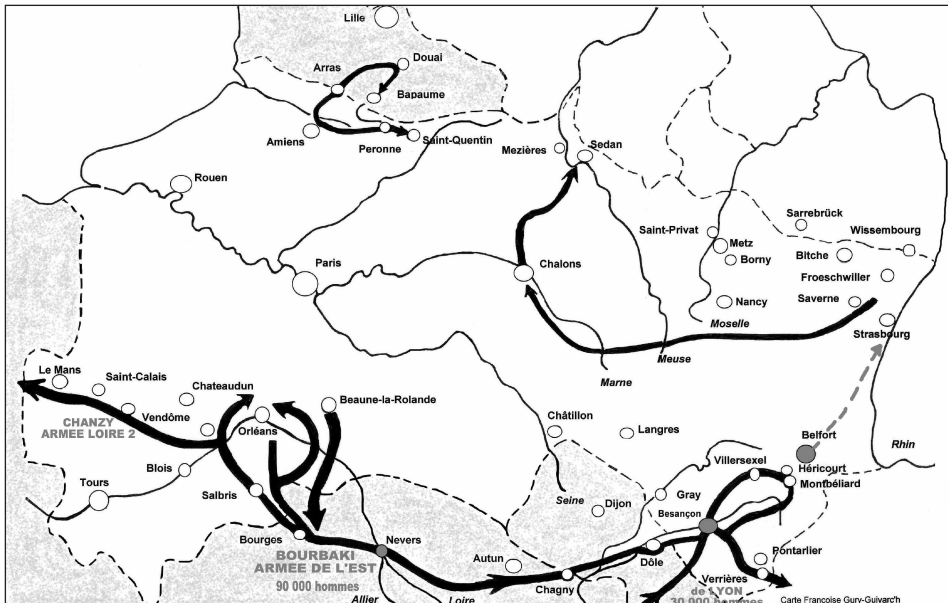 Lille
Douai
Arras
Bapaume
Amiens
Peronne
Saint-Quentin
Mezières
Sedan
Rouen
Saint-Privat
Metz
Borny
Sarrebrück
Wissembourg
Bitche
Froeschwiller
Saverne
Strasbourg
Paris
Chalons
Nancy
Moselle
Meuse
Marne
Le Mans
Saint-Calais
Chateaudun
Beaune-la-Rolande
CHANZY
ARMEE LOIRE 2
Vendôme
Orléans
Châtillon
Langres
Belfort
Rhin
Blois
Tours
Salbris
Villersexel
Héricourt
Montbéliard
Seine
Dijon
Gray
Besançon
Bourges
Nevers
BOURBAKI
ARMEE DE L'EST
90 000 hommes
Autun
Chagny
Dôle
Pontarlier
Verrières
de LYON
30 000 hommes
Allier
Loire
Carte Françoise Gury-Guivarc'h